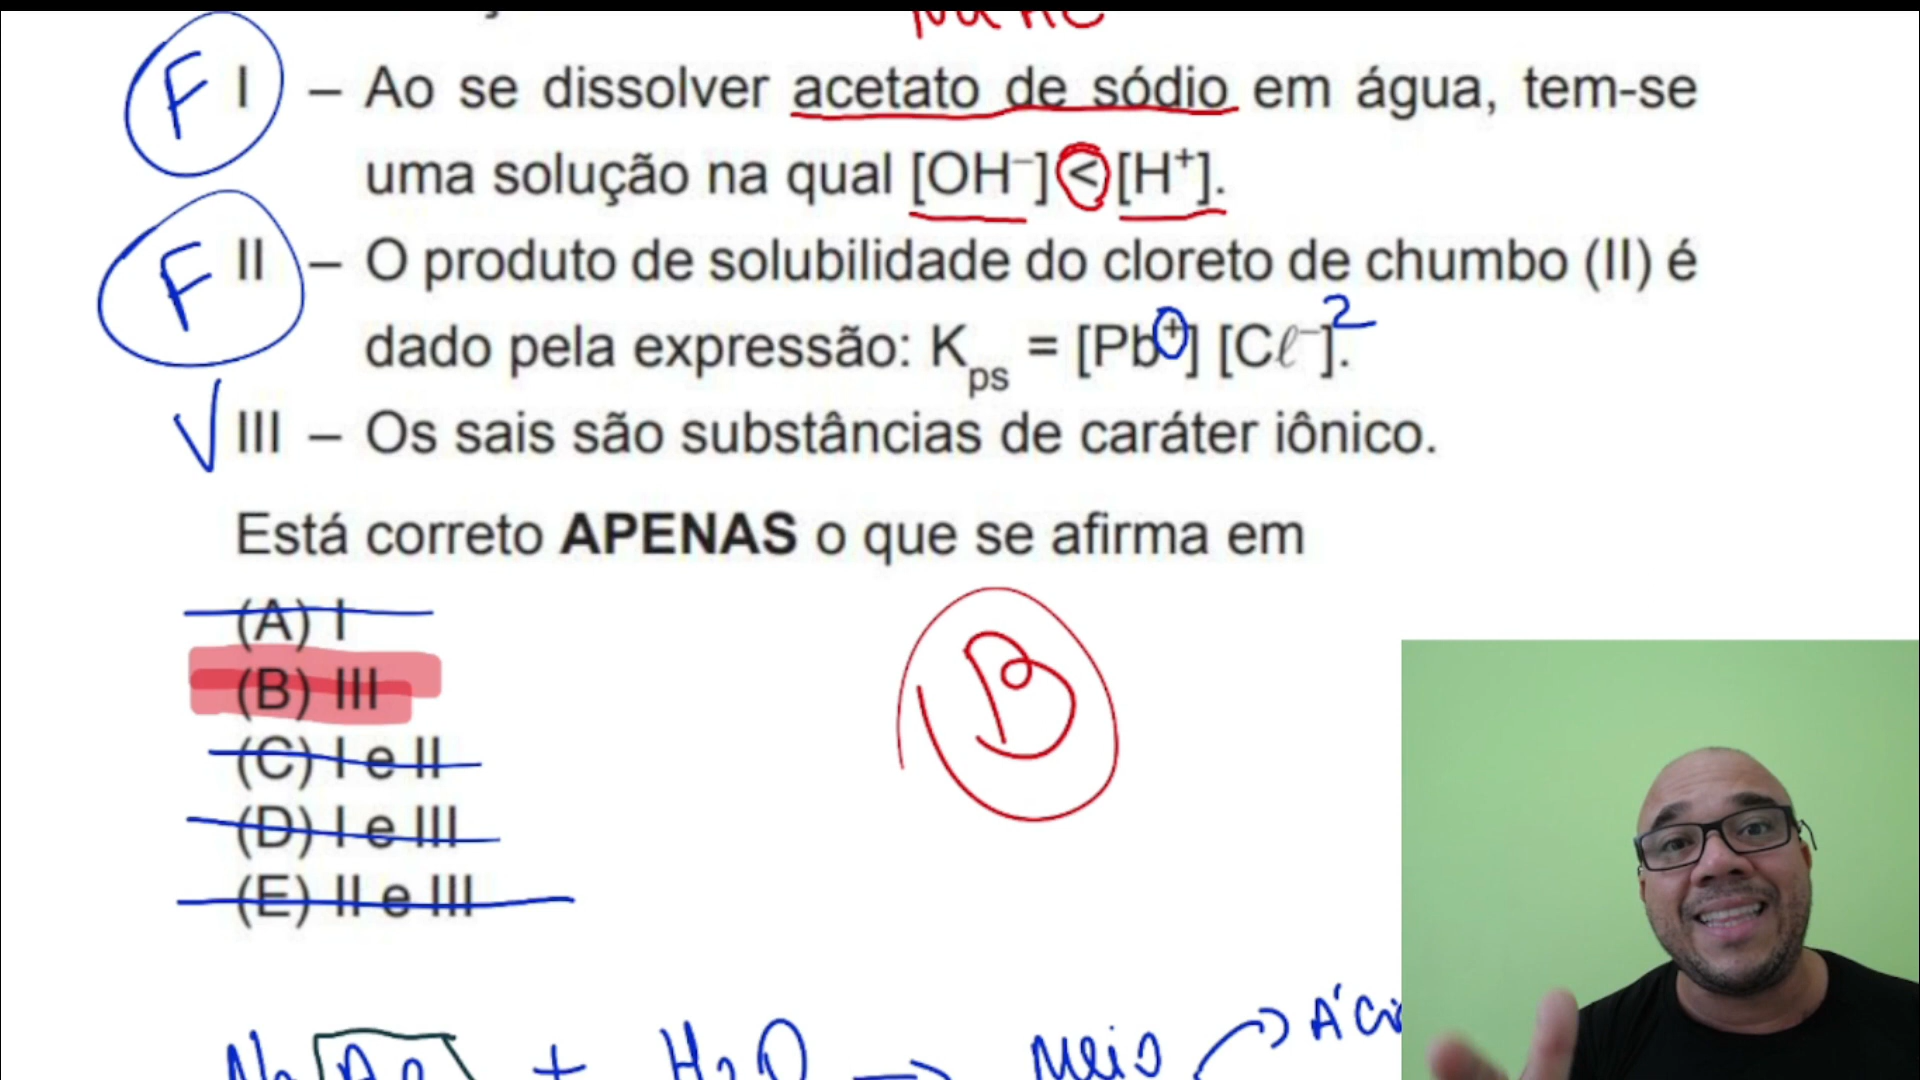 F I – Ao se dissolver acetato de sódio em água, tem-se
uma solução na qual [OH⁻] < [H⁺].
F II – O produto de solubilidade do cloreto de chumbo (II) é
dado pela expressão: Kps = [Pb⁺] [Cℓ⁻]².
V III – Os sais são substâncias de caráter iônico.
Está correto APENAS o que se afirma em
(A) I
(B) III
B
(C) I e II
(D) I e III
(E) II e III
+ H2O → Meio